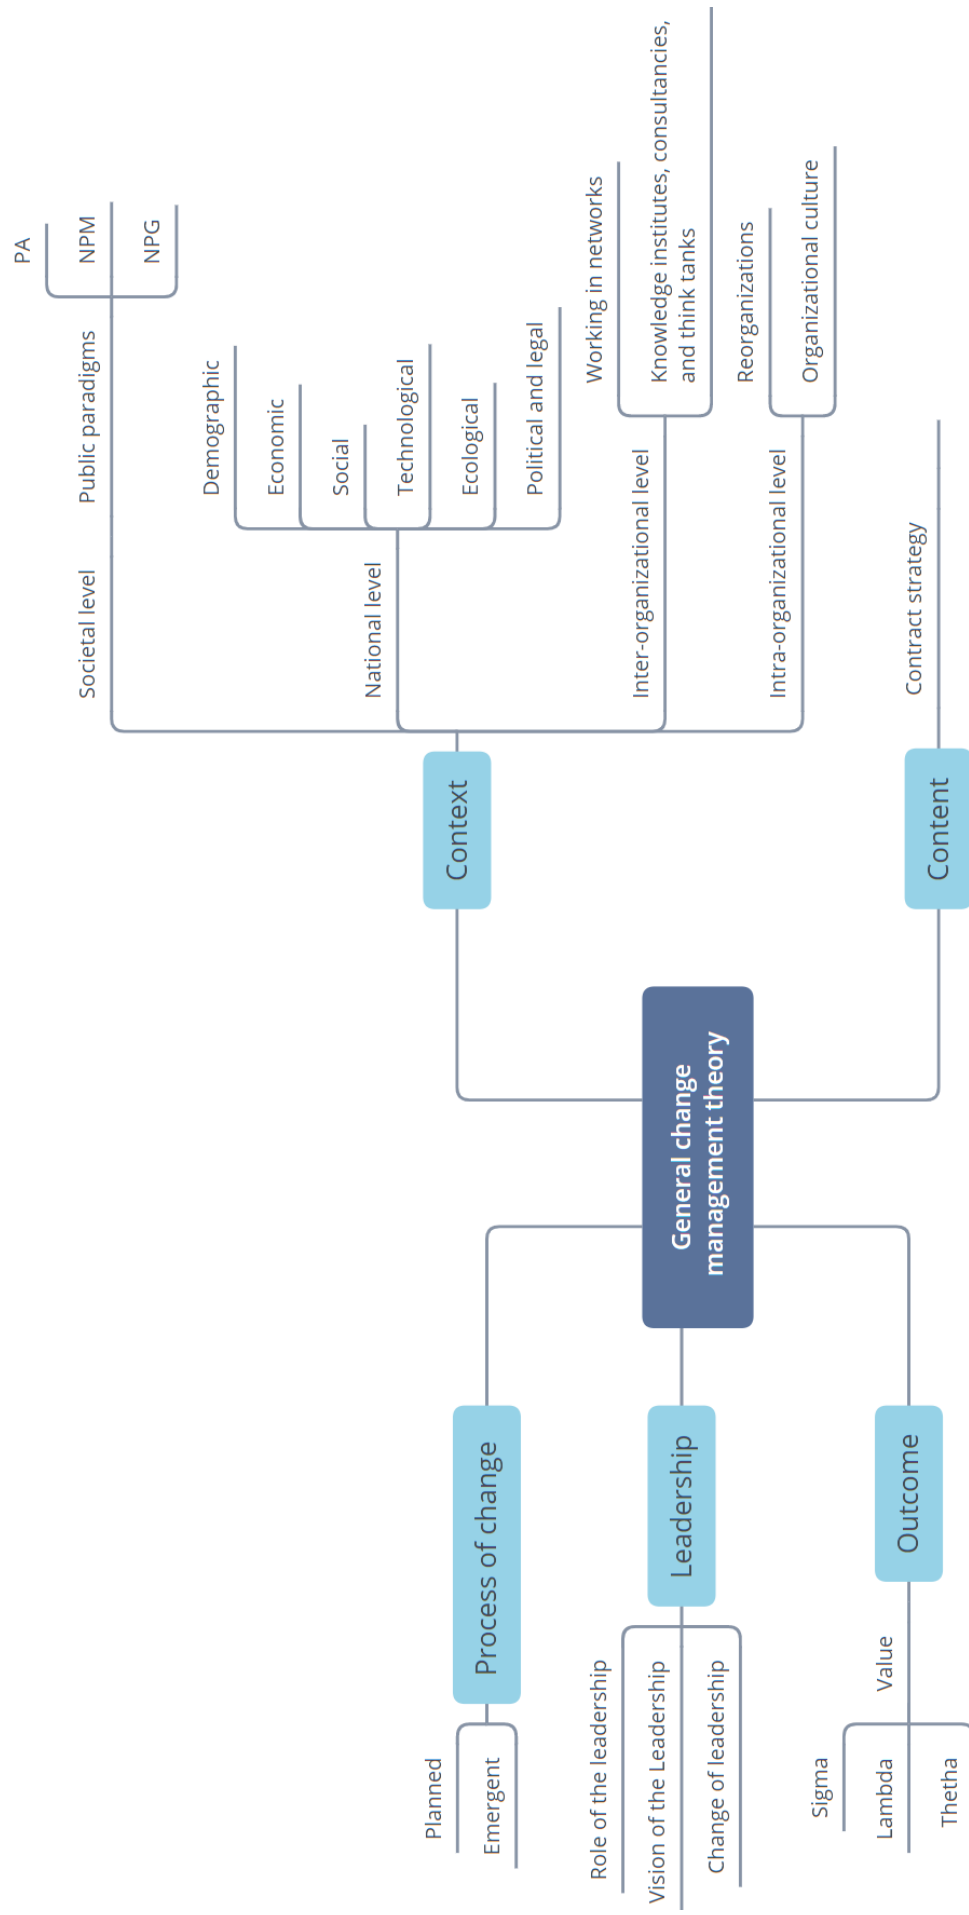 General change
management theory
Process of change
Planned
Emergent
Leadership
Role of the leadership
Vision of the Leadership
Change of leadership
Outcome
Value
Sigma
Lambda
Thetha
Context
Societal level
Public paradigms
PA
NPM
NPG
National level
Demographic
Economic
Social
Technological
Ecological
Political and legal
Inter-organizational level
Working in networks
Knowledge institutes, consultancies,
and think tanks
Intra-organizational level
Reorganizations
Organizational culture
Content
Contract strategy